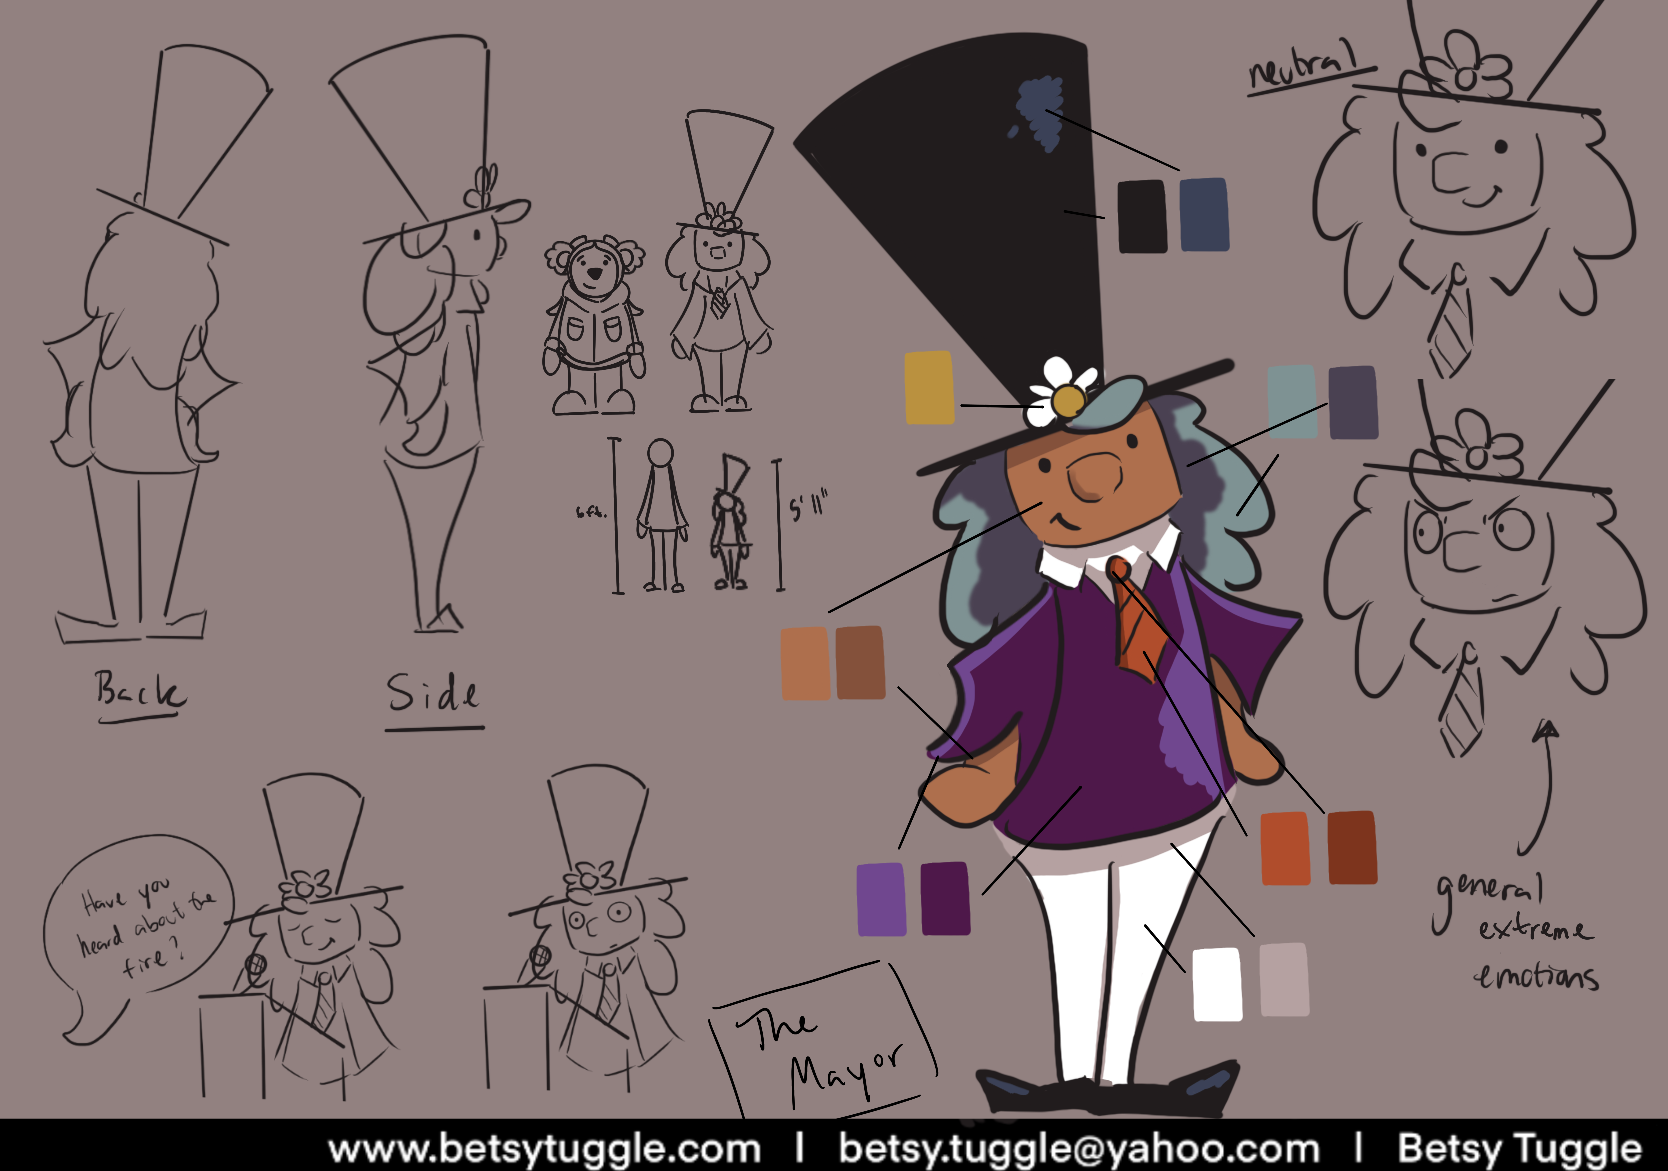 neutral
6ft.
5'11"
Back
Side
Have you
heard about the
fire?
general
extreme
emotions
The
Mayor
www.betsytuggle.com | betsy.tuggle@yahoo.com | Betsy Tuggle